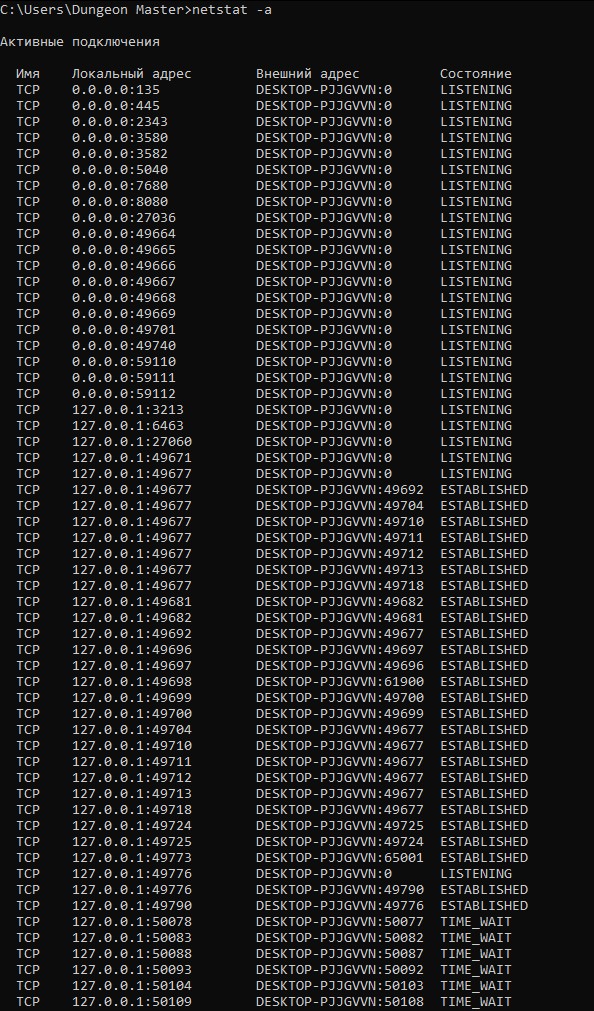 C:\Users\Dungeon Master>netstat -a
Активные подключения
Имя Локальный адрес Внешний адрес Состояние
TCP 0.0.0.0:135 DESKTOP-PJJGVVN:0 LISTENING
TCP 0.0.0.0:445 DESKTOP-PJJGVVN:0 LISTENING
TCP 0.0.0.0:2343 DESKTOP-PJJGVVN:0 LISTENING
TCP 0.0.0.0:3580 DESKTOP-PJJGVVN:0 LISTENING
TCP 0.0.0.0:3582 DESKTOP-PJJGVVN:0 LISTENING
TCP 0.0.0.0:5040 DESKTOP-PJJGVVN:0 LISTENING
TCP 0.0.0.0:7680 DESKTOP-PJJGVVN:0 LISTENING
TCP 0.0.0.0:8080 DESKTOP-PJJGVVN:0 LISTENING
TCP 0.0.0.0:27036 DESKTOP-PJJGVVN:0 LISTENING
TCP 0.0.0.0:49664 DESKTOP-PJJGVVN:0 LISTENING
TCP 0.0.0.0:49665 DESKTOP-PJJGVVN:0 LISTENING
TCP 0.0.0.0:49666 DESKTOP-PJJGVVN:0 LISTENING
TCP 0.0.0.0:49667 DESKTOP-PJJGVVN:0 LISTENING
TCP 0.0.0.0:49668 DESKTOP-PJJGVVN:0 LISTENING
TCP 0.0.0.0:49669 DESKTOP-PJJGVVN:0 LISTENING
TCP 0.0.0.0:49701 DESKTOP-PJJGVVN:0 LISTENING
TCP 0.0.0.0:49740 DESKTOP-PJJGVVN:0 LISTENING
TCP 0.0.0.0:59110 DESKTOP-PJJGVVN:0 LISTENING
TCP 0.0.0.0:59111 DESKTOP-PJJGVVN:0 LISTENING
TCP 0.0.0.0:59112 DESKTOP-PJJGVVN:0 LISTENING
TCP 127.0.0.1:3213 DESKTOP-PJJGVVN:0 LISTENING
TCP 127.0.0.1:6463 DESKTOP-PJJGVVN:0 LISTENING
TCP 127.0.0.1:27060 DESKTOP-PJJGVVN:0 LISTENING
TCP 127.0.0.1:49671 DESKTOP-PJJGVVN:0 LISTENING
TCP 127.0.0.1:49677 DESKTOP-PJJGVVN:0 LISTENING
TCP 127.0.0.1:49677 DESKTOP-PJJGVVN:49692 ESTABLISHED
TCP 127.0.0.1:49677 DESKTOP-PJJGVVN:49704 ESTABLISHED
TCP 127.0.0.1:49677 DESKTOP-PJJGVVN:49710 ESTABLISHED
TCP 127.0.0.1:49677 DESKTOP-PJJGVVN:49711 ESTABLISHED
TCP 127.0.0.1:49677 DESKTOP-PJJGVVN:49712 ESTABLISHED
TCP 127.0.0.1:49677 DESKTOP-PJJGVVN:49713 ESTABLISHED
TCP 127.0.0.1:49677 DESKTOP-PJJGVVN:49718 ESTABLISHED
TCP 127.0.0.1:49681 DESKTOP-PJJGVVN:49682 ESTABLISHED
TCP 127.0.0.1:49682 DESKTOP-PJJGVVN:49681 ESTABLISHED
TCP 127.0.0.1:49692 DESKTOP-PJJGVVN:49677 ESTABLISHED
TCP 127.0.0.1:49696 DESKTOP-PJJGVVN:49697 ESTABLISHED
TCP 127.0.0.1:49697 DESKTOP-PJJGVVN:49696 ESTABLISHED
TCP 127.0.0.1:49698 DESKTOP-PJJGVVN:61900 ESTABLISHED
TCP 127.0.0.1:49699 DESKTOP-PJJGVVN:49700 ESTABLISHED
TCP 127.0.0.1:49700 DESKTOP-PJJGVVN:49699 ESTABLISHED
TCP 127.0.0.1:49704 DESKTOP-PJJGVVN:49677 ESTABLISHED
TCP 127.0.0.1:49710 DESKTOP-PJJGVVN:49677 ESTABLISHED
TCP 127.0.0.1:49711 DESKTOP-PJJGVVN:49677 ESTABLISHED
TCP 127.0.0.1:49712 DESKTOP-PJJGVVN:49677 ESTABLISHED
TCP 127.0.0.1:49713 DESKTOP-PJJGVVN:49677 ESTABLISHED
TCP 127.0.0.1:49718 DESKTOP-PJJGVVN:49677 ESTABLISHED
TCP 127.0.0.1:49724 DESKTOP-PJJGVVN:49725 ESTABLISHED
TCP 127.0.0.1:49725 DESKTOP-PJJGVVN:49724 ESTABLISHED
TCP 127.0.0.1:49773 DESKTOP-PJJGVVN:65001 ESTABLISHED
TCP 127.0.0.1:49776 DESKTOP-PJJGVVN:0 LISTENING
TCP 127.0.0.1:49776 DESKTOP-PJJGVVN:49790 ESTABLISHED
TCP 127.0.0.1:49790 DESKTOP-PJJGVVN:49776 ESTABLISHED
TCP 127.0.0.1:50078 DESKTOP-PJJGVVN:50077 TIME_WAIT
TCP 127.0.0.1:50083 DESKTOP-PJJGVVN:50082 TIME_WAIT
TCP 127.0.0.1:50088 DESKTOP-PJJGVVN:50087 TIME_WAIT
TCP 127.0.0.1:50093 DESKTOP-PJJGVVN:50092 TIME_WAIT
TCP 127.0.0.1:50104 DESKTOP-PJJGVVN:50103 TIME_WAIT
TCP 127.0.0.1:50109 DESKTOP-PJJGVVN:50108 TIME_WAIT